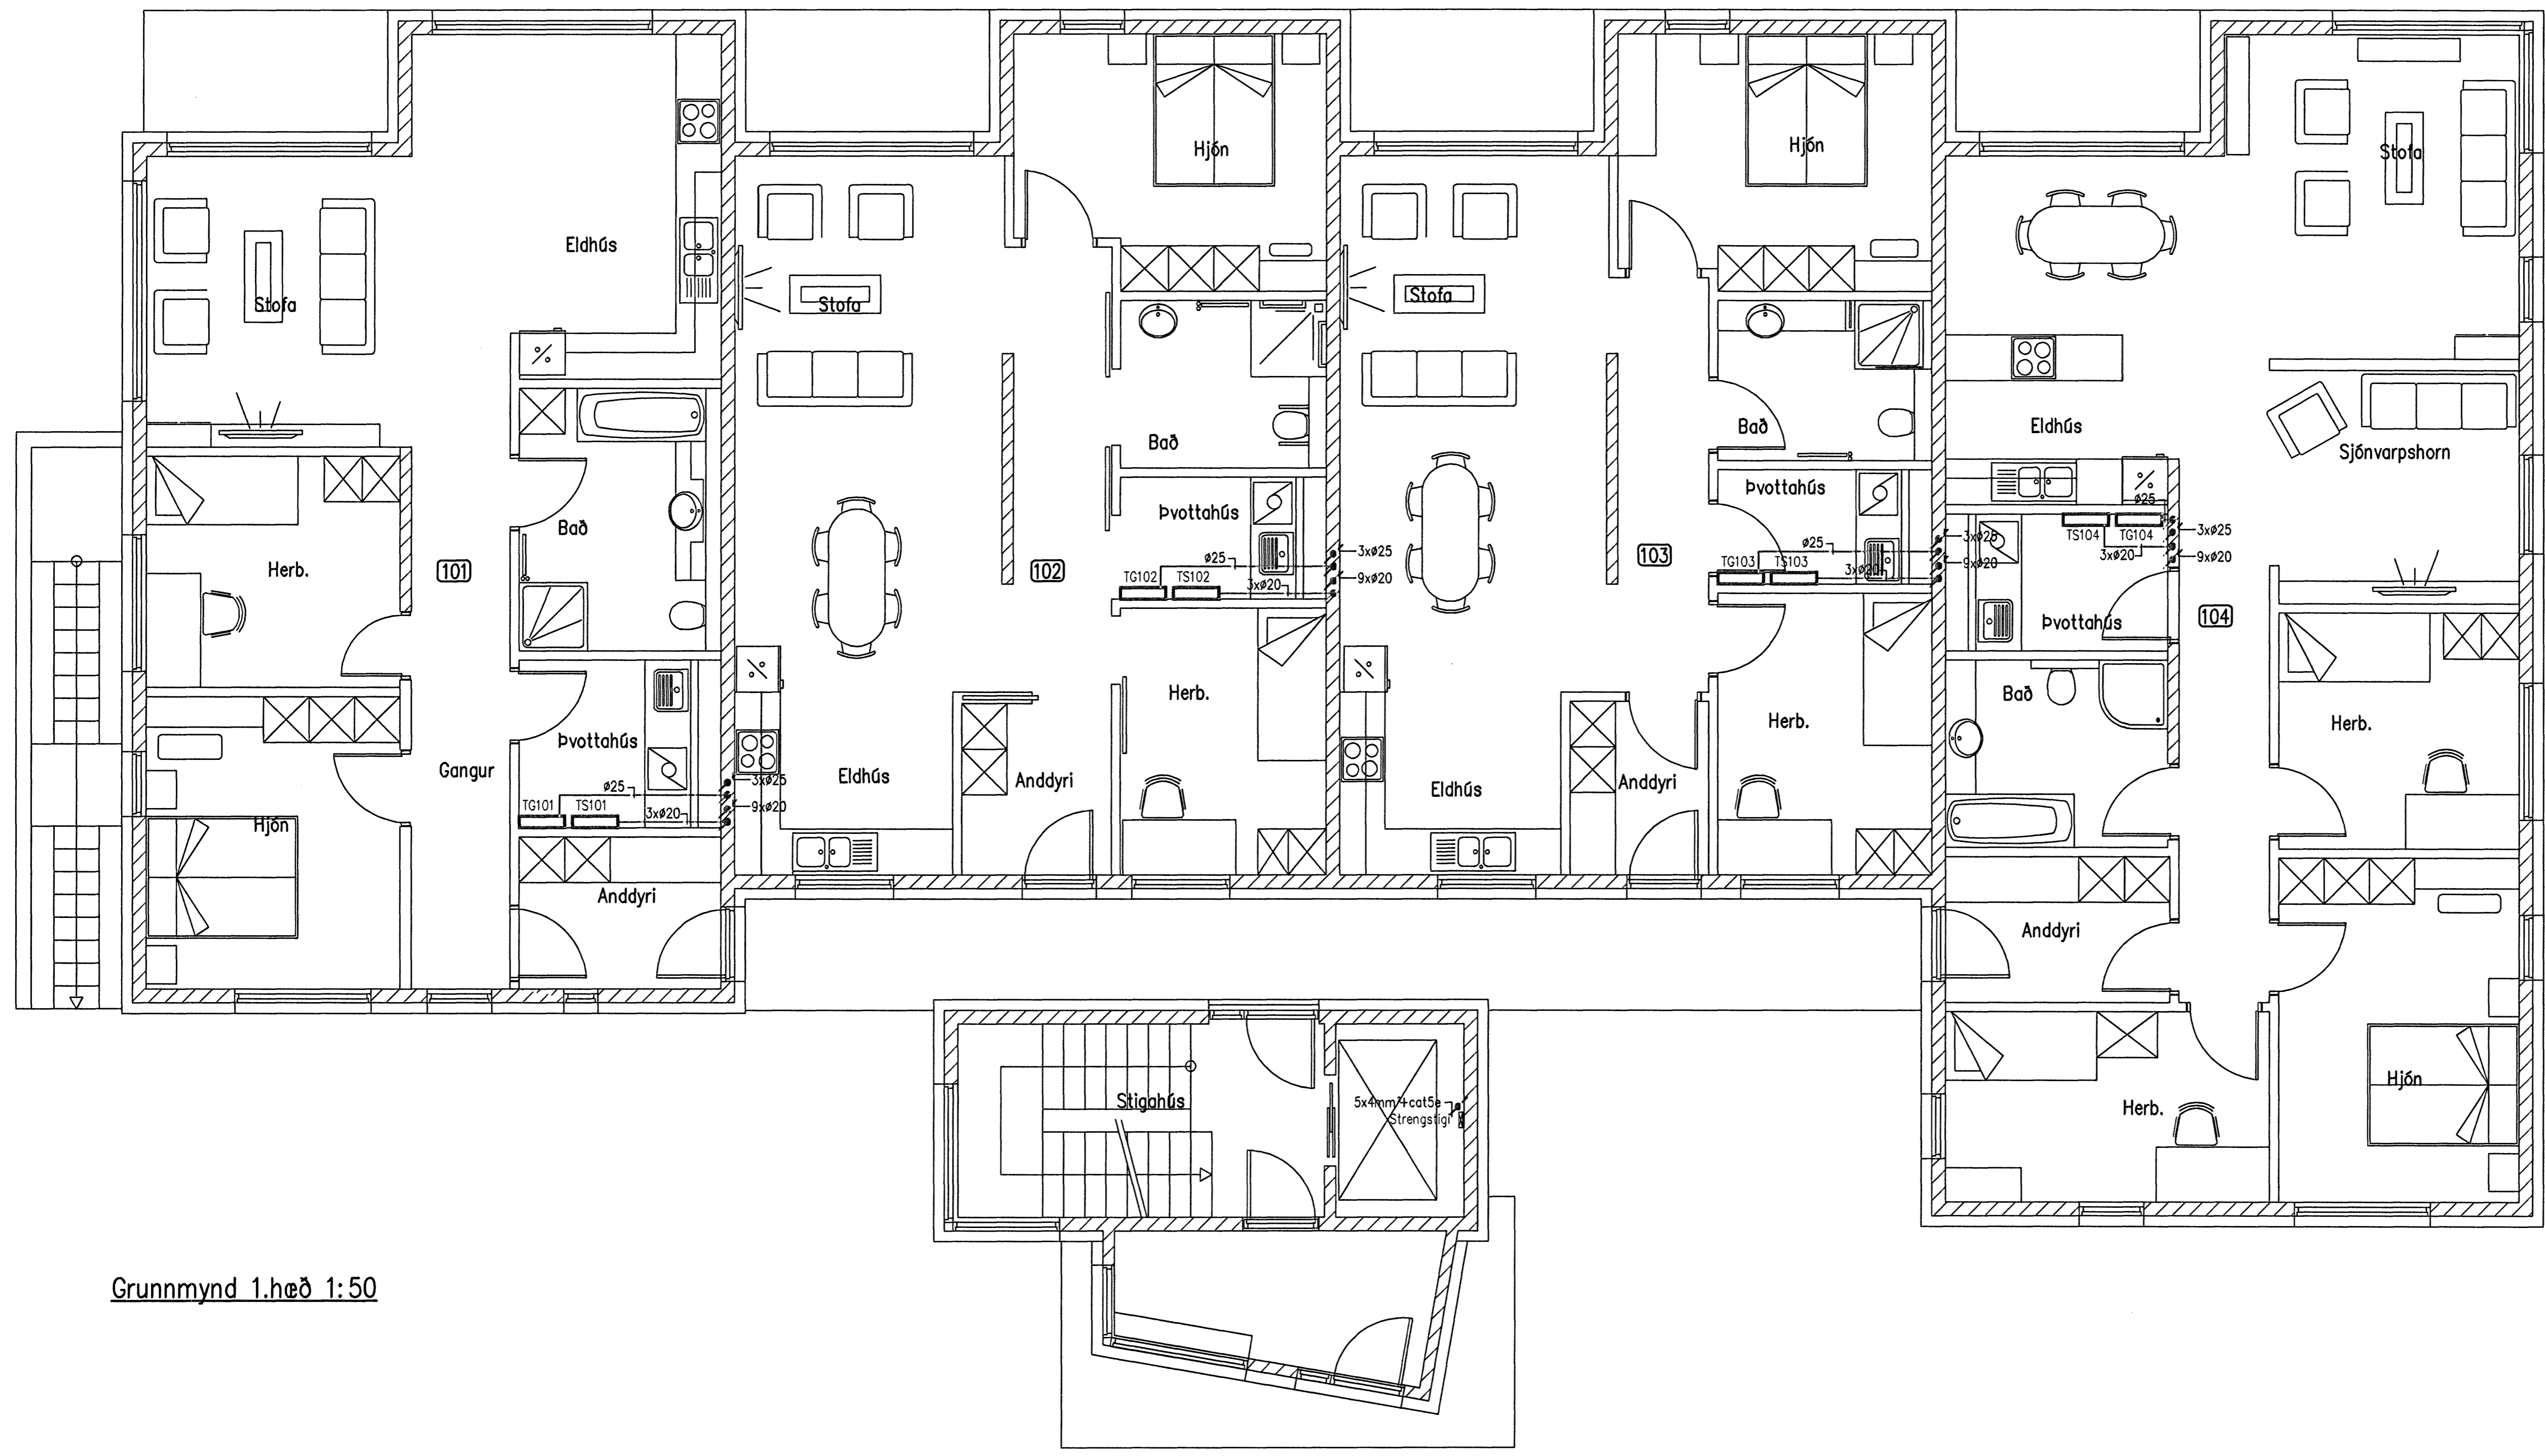 Stofa
Eldhús
Herb.
101
Bað
Þvottahús
Gangur
Hjón
ø25
3xø25
TG101
TS101
3xø20
9xø20
Anddyri
Hjón
Stofa
Bað
102
Þvottahús
ø25
3xø25
TG102
TS102
3xø20
9xø20
Herb.
Eldhús
Anddyri
Hjón
Stofa
Bað
103
Þvottahús
ø25
3xø25
TG103
TS103
3xø20
9xø20
Herb.
Eldhús
Anddyri
Stofa
Eldhús
Sjónvarpshorn
ø25
TS104
TG104
3xø25
3xø20
9xø20
Þvottahús
104
Bað
Herb.
Anddyri
Hjón
Herb.
Stigahús
5x4mm²+cat5e
Strengstigi
Grunnmynd 1.hæð 1:50